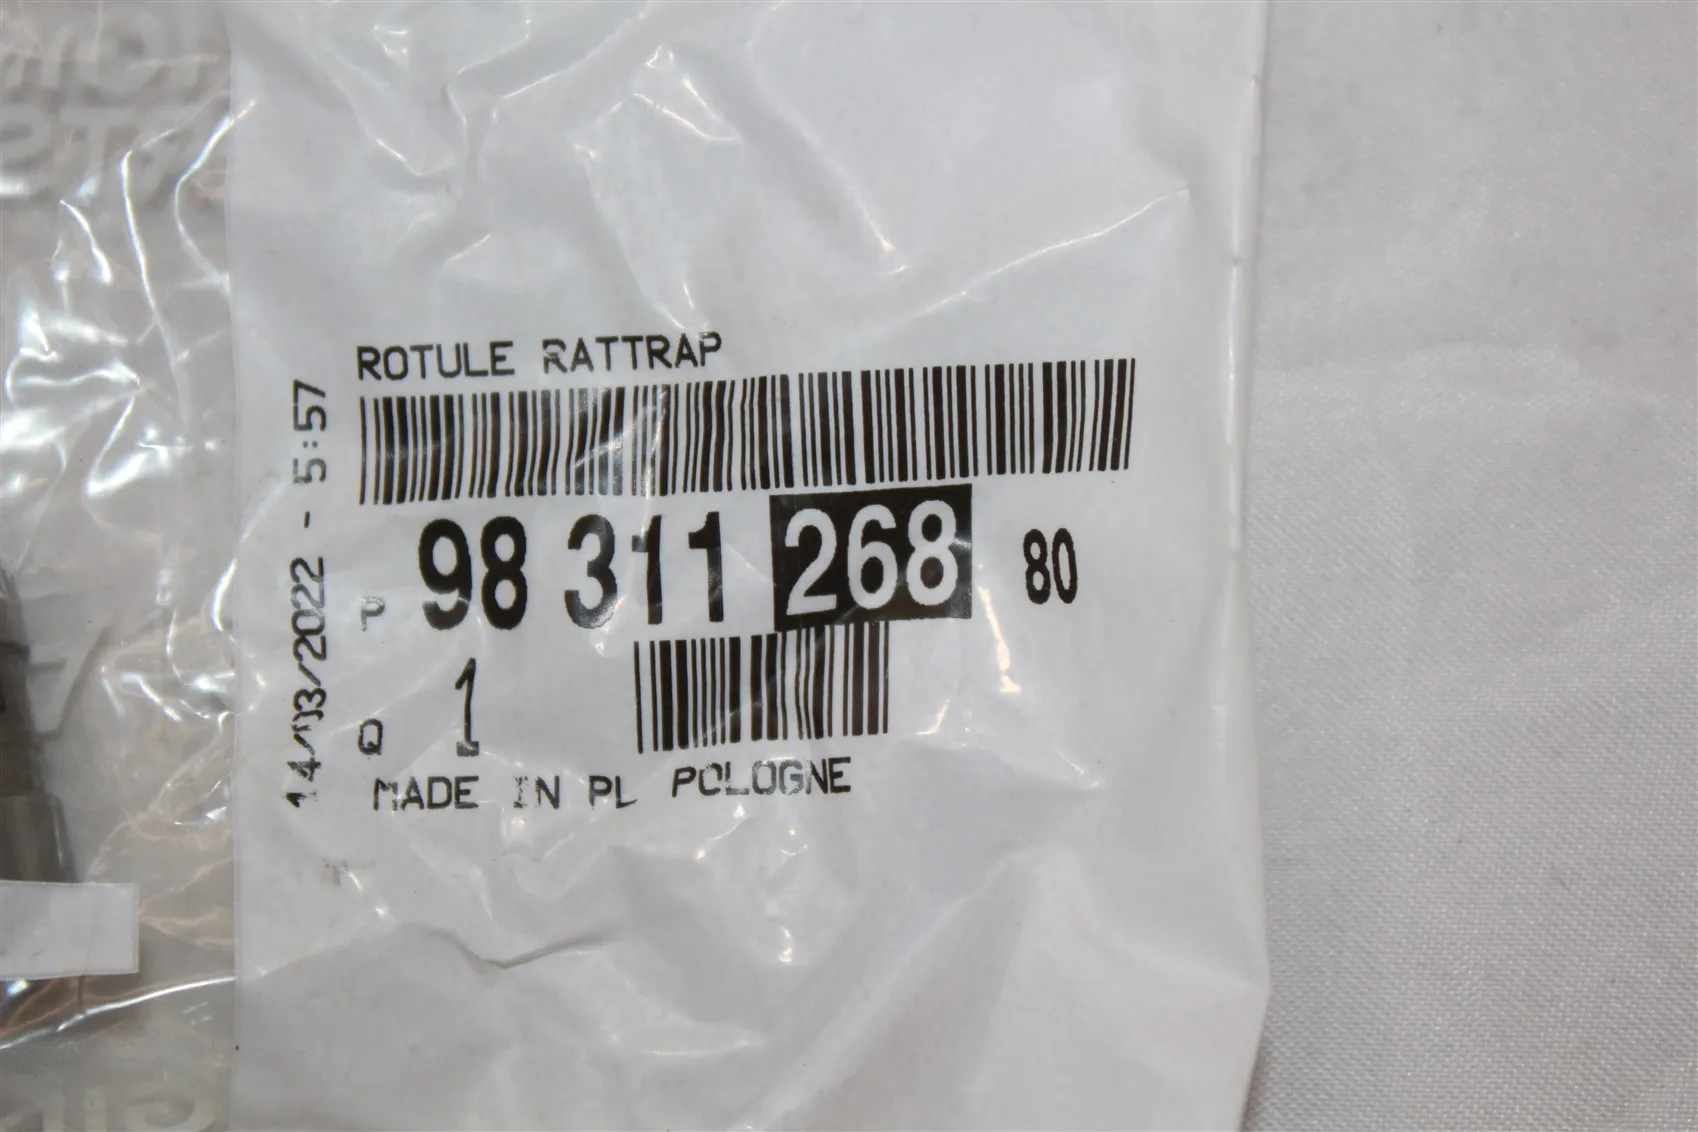 ROTULE RATTRAP
P 98 311 268 80
Q 1
MADE IN PL POLOGNE
14/03/2022 - 5:57